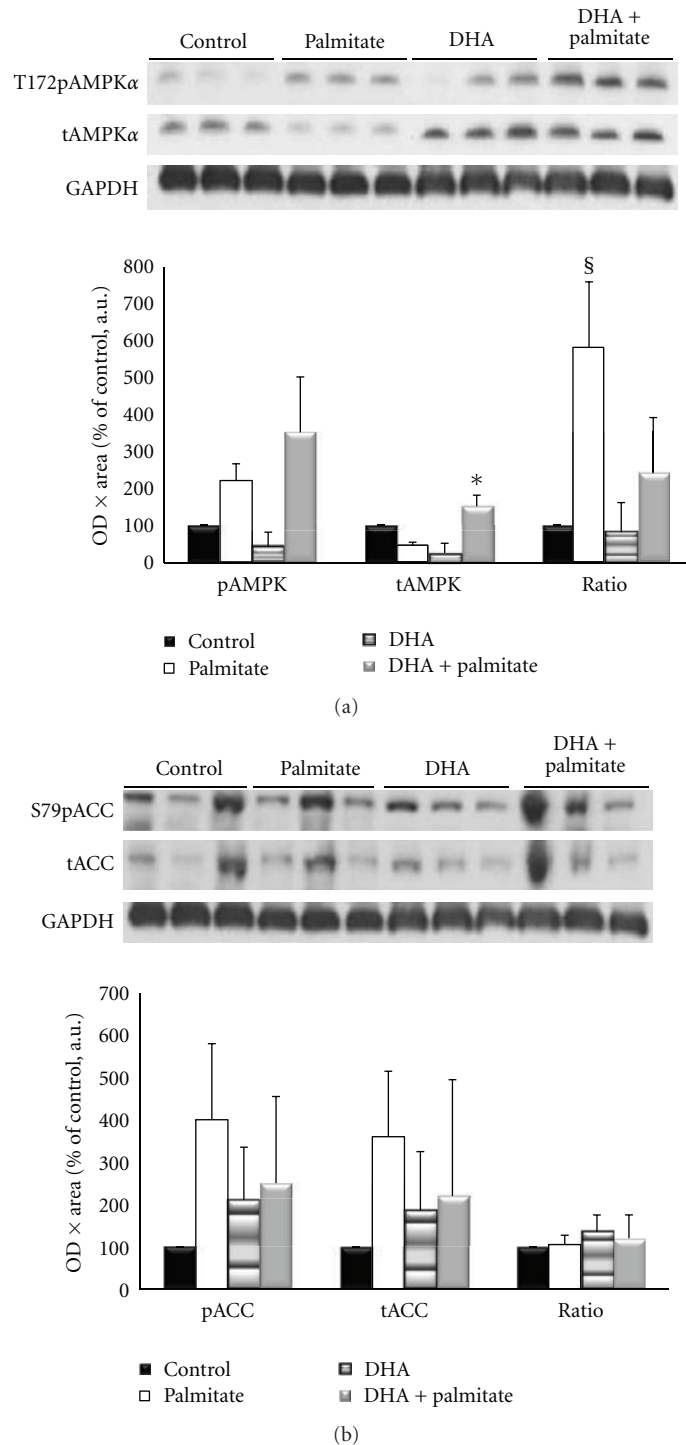 Control Palmitate DHA DHA +
palmitate
T172pAMPKα
tAMPKα
GAPDH
OD × area (% of control, a.u.)
800
700
600
500
400
300
200
100
0
§
*
pAMPK tAMPK Ratio
Control DHA
Palmitate DHA + palmitate
(a)
Control Palmitate DHA DHA +
palmitate
S79pACC
tACC
GAPDH
OD × area (% of control, a.u.)
700
600
500
400
300
200
100
0
pACC tACC Ratio
Control DHA
Palmitate DHA + palmitate
(b)